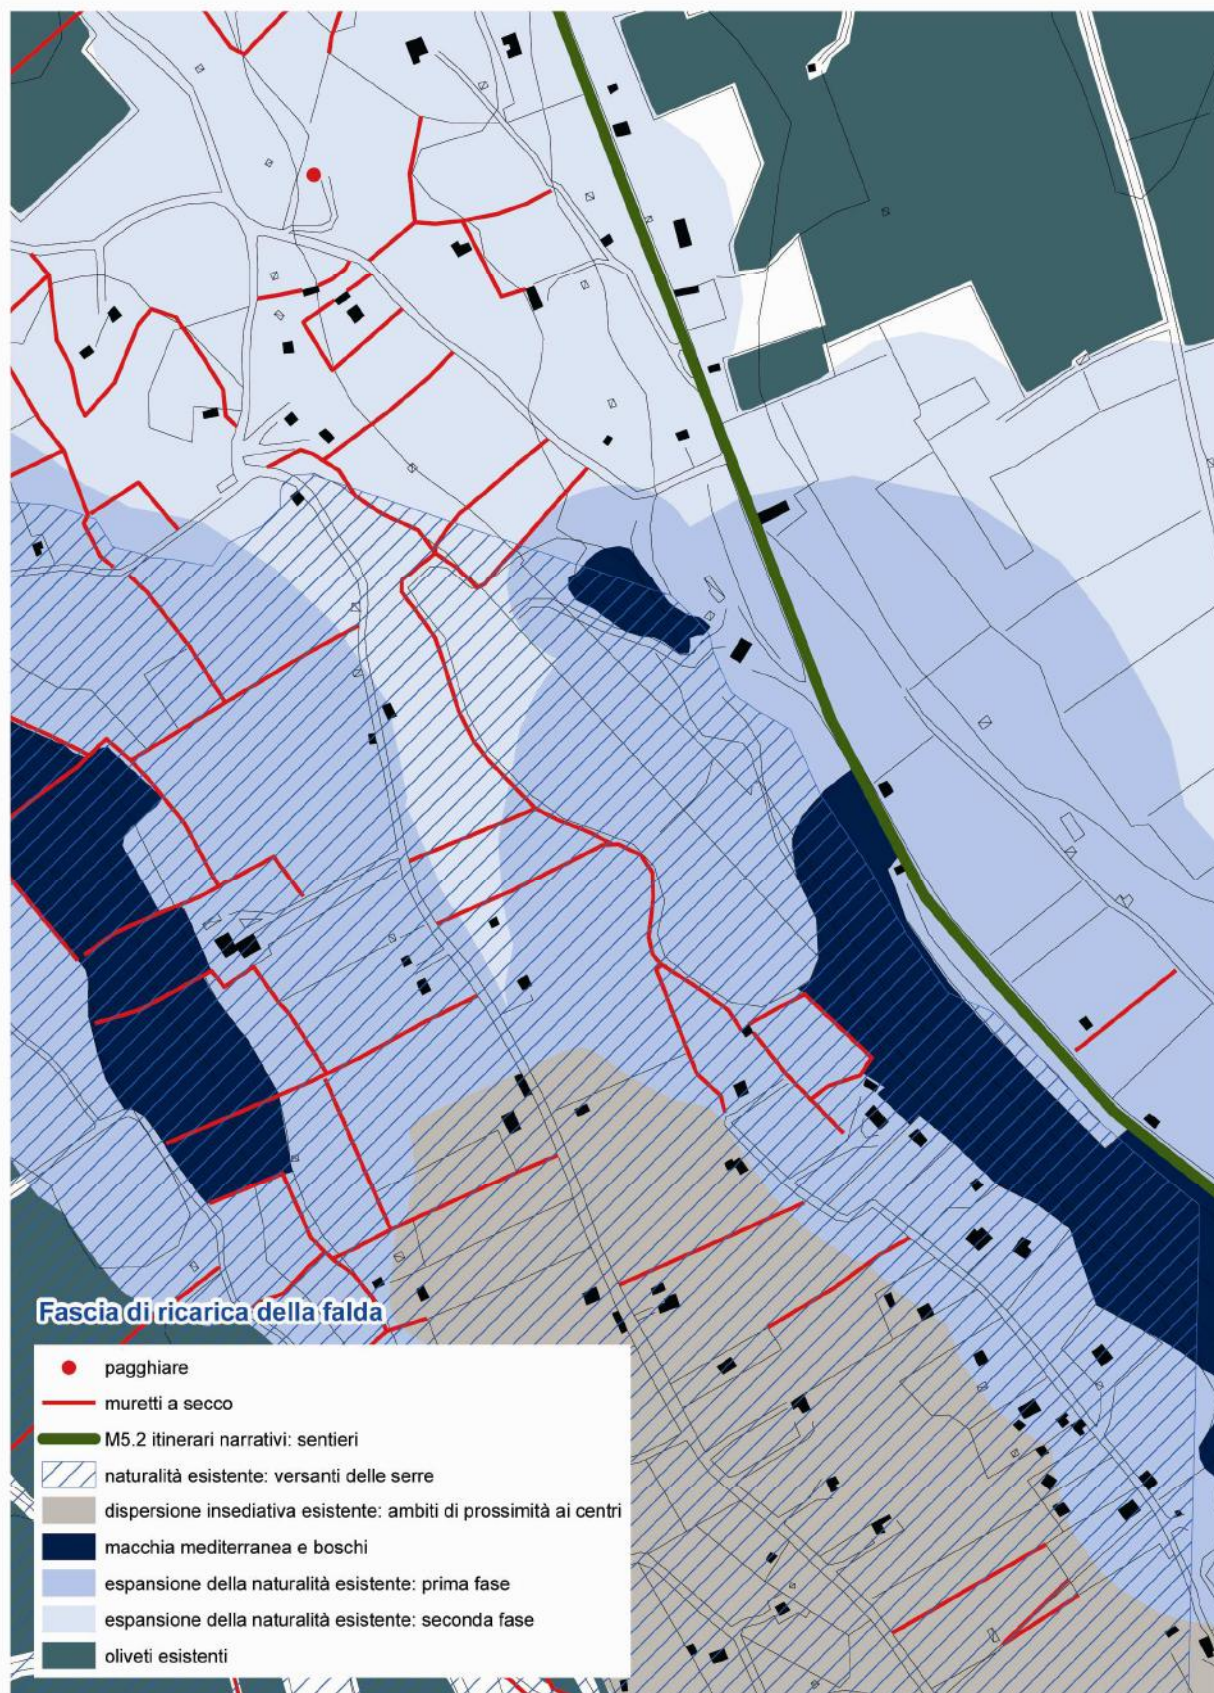 Fascia di ricarica della falda
pagghiare
muretti a secco
M5.2 itinerari narrativi: sentieri
naturalità esistente: versanti delle serre
dispersione insediativa esistente: ambiti di prossimità ai centri
macchia mediterranea e boschi
espansione della naturalità esistente: prima fase
espansione della naturalità esistente: seconda fase
oliveti esistenti